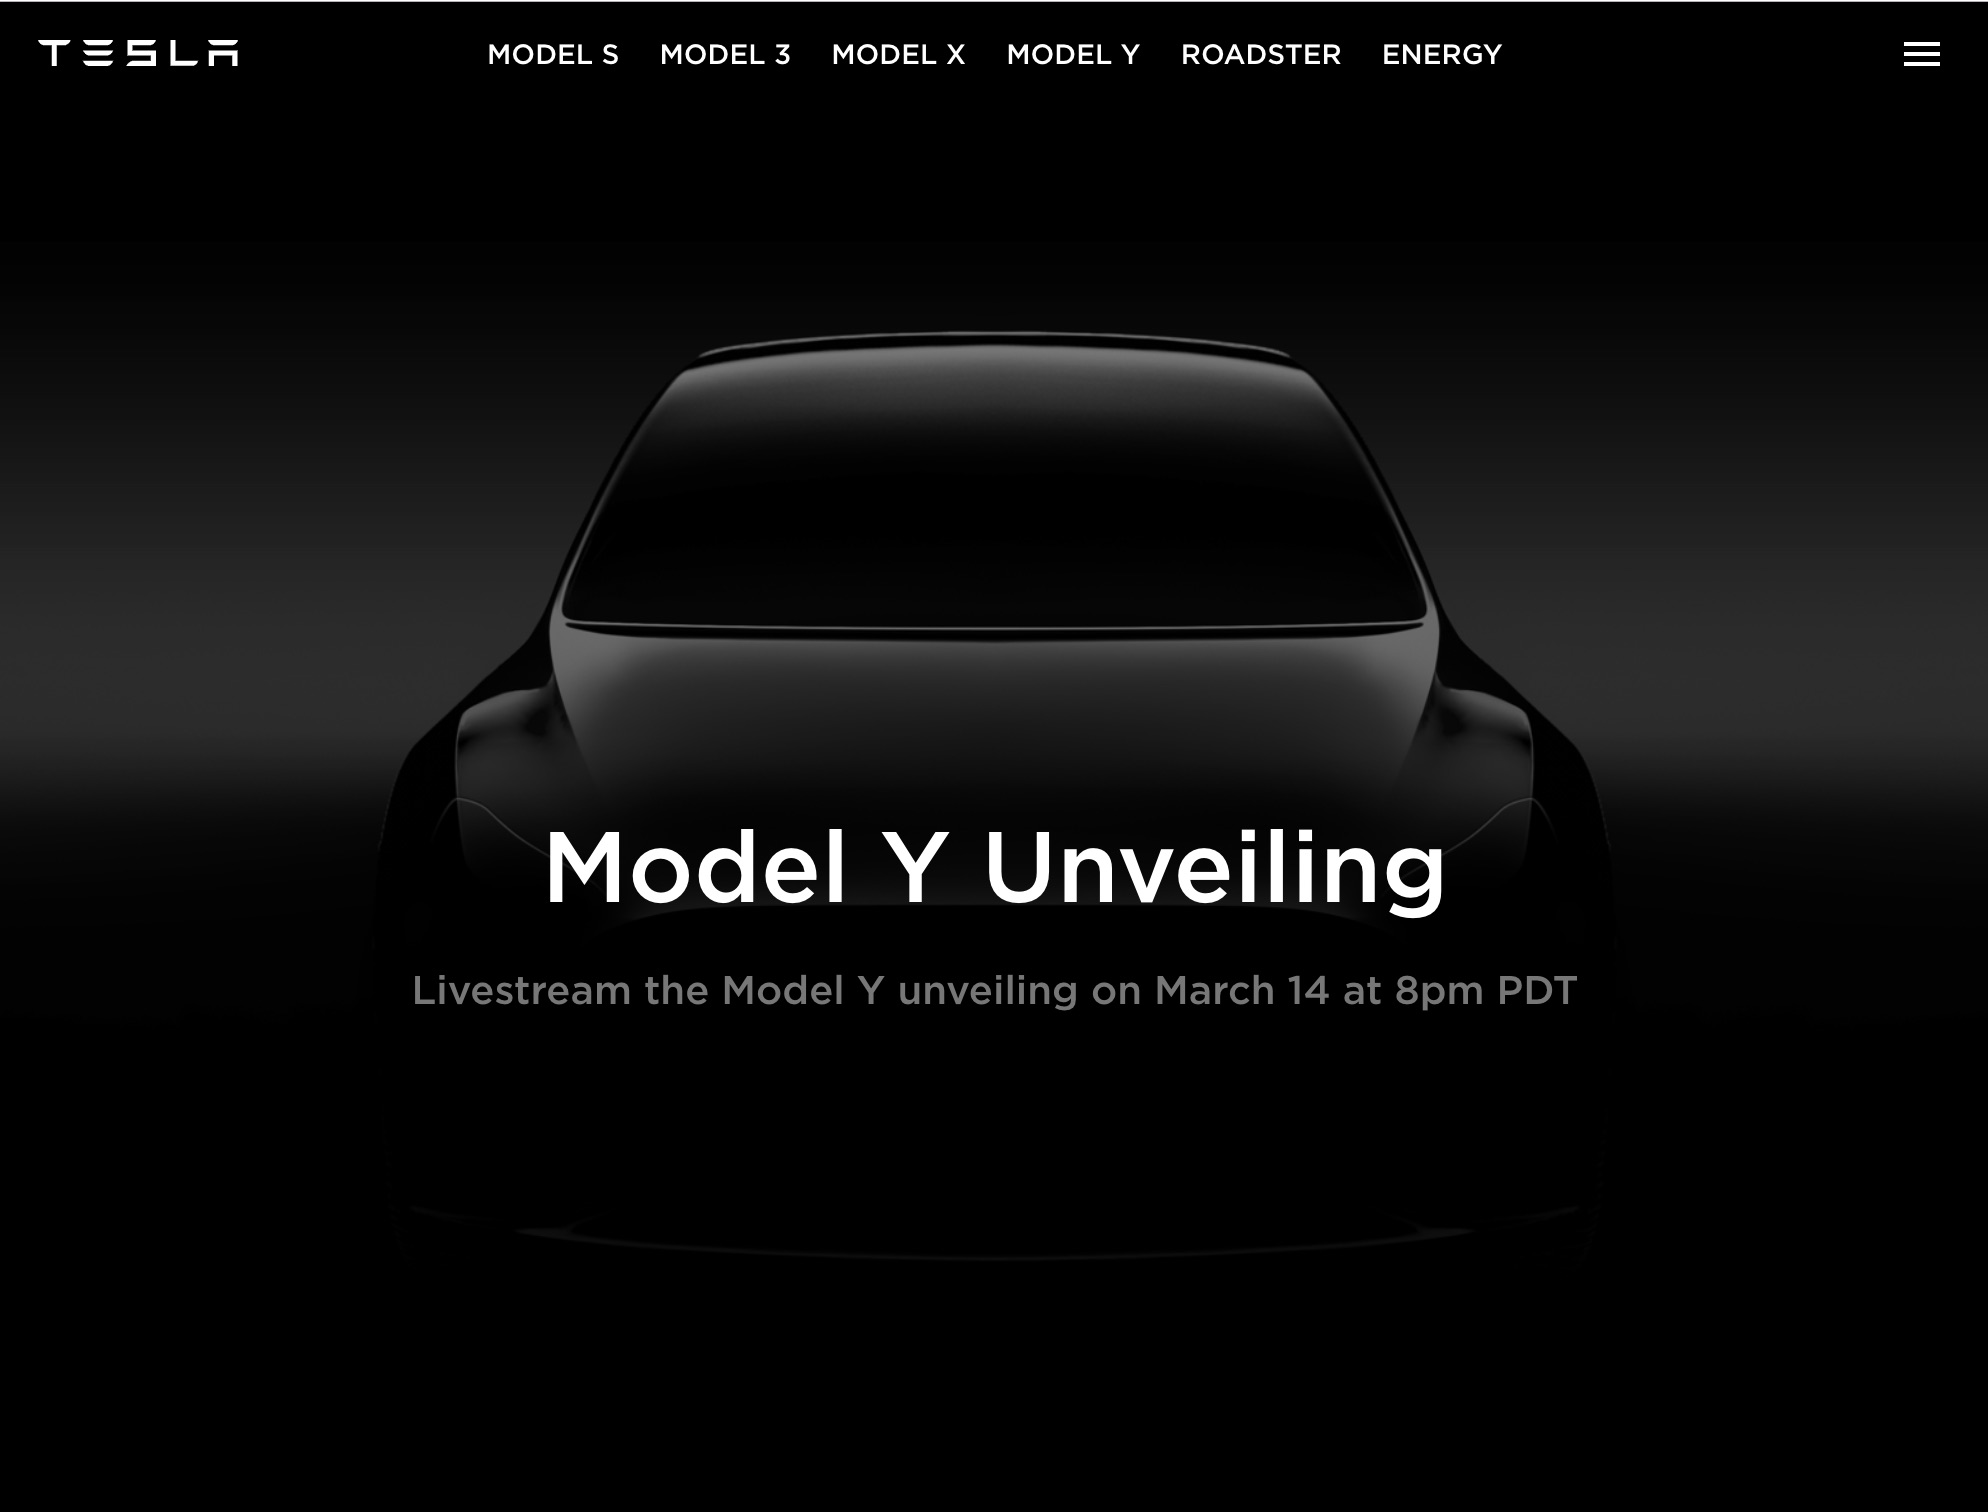 TESLA MODEL S MODEL 3 MODEL X MODEL Y ROADSTER ENERGY
Model Y Unveiling
Livestream the Model Y unveiling on March 14 at 8pm PDT